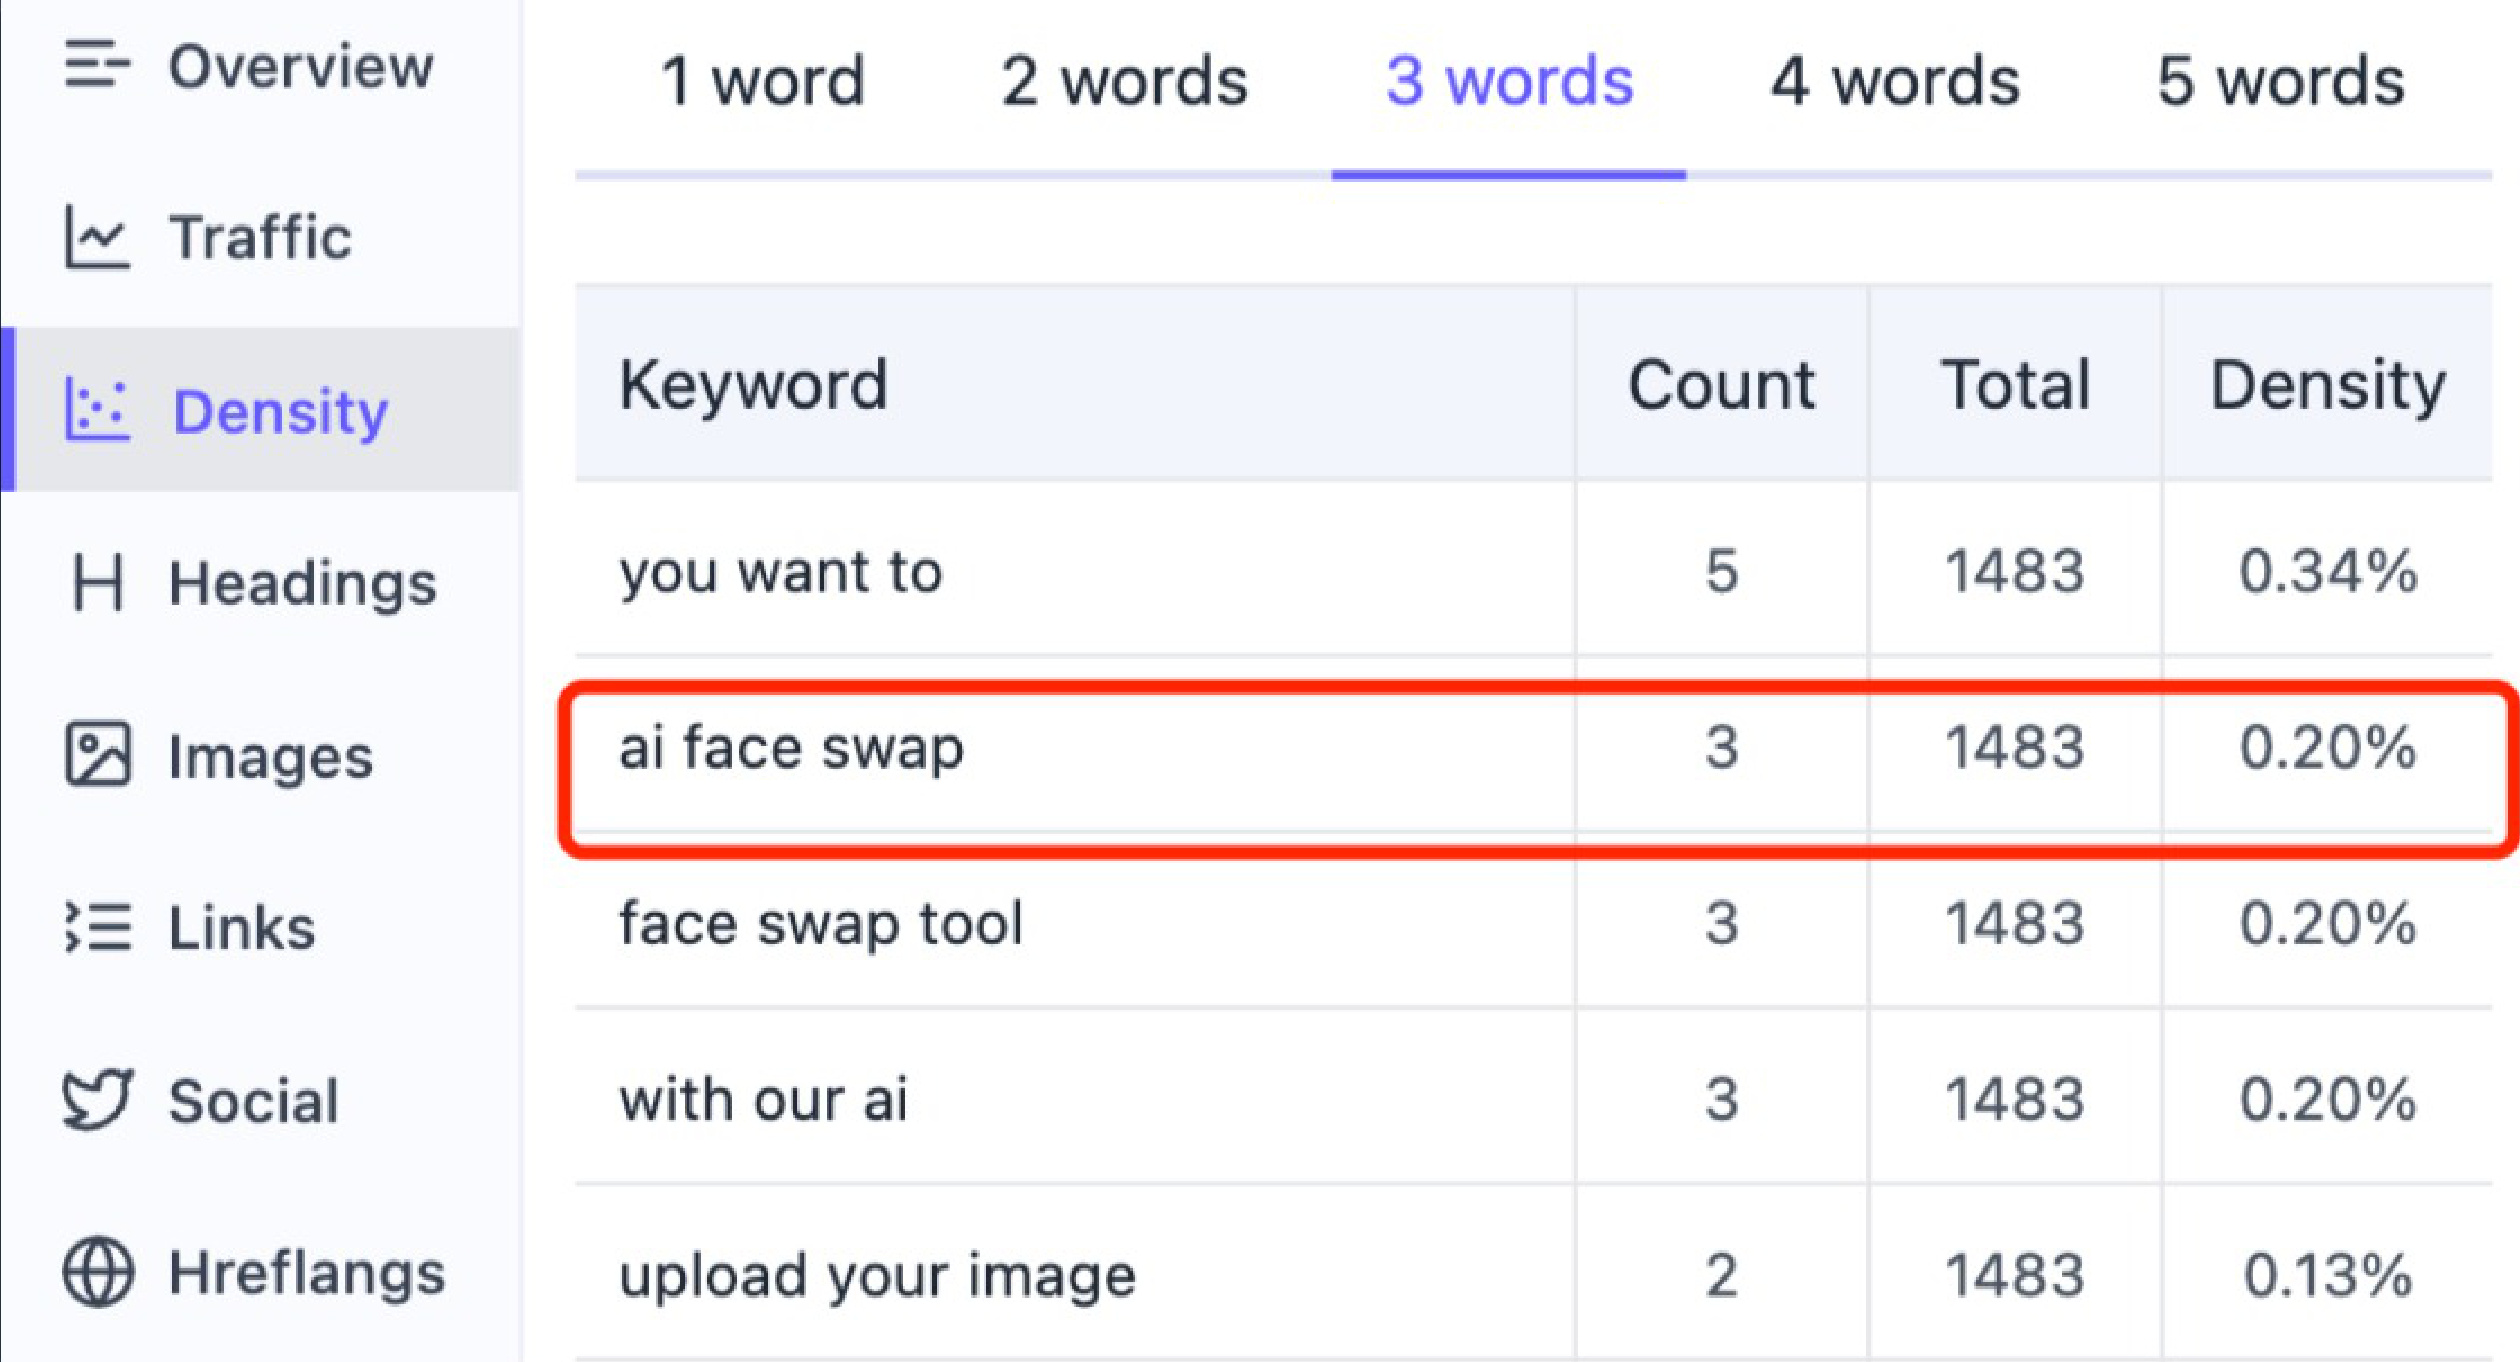 Overview
Traffic
Density
Headings
Images
Links
Social
Hreflangs
1 word 2 words 3 words 4 words 5 words
Keyword Count Total Density
you want to 5 1483 0.34%
ai face swap 3 1483 0.20%
face swap tool 3 1483 0.20%
with our ai 3 1483 0.20%
upload your image 2 1483 0.13%